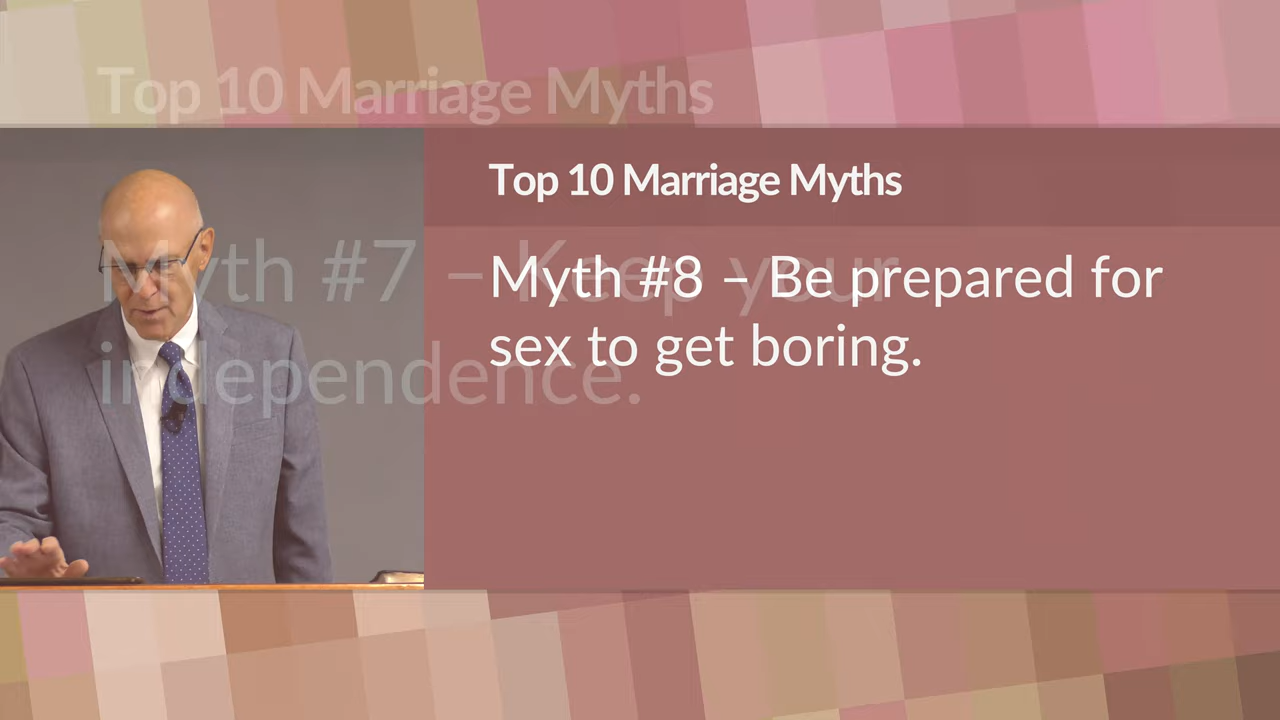 Top 10 Marriage Myths
Myth #7 – Keep your
independence.
Top 10 Marriage Myths
Myth #8 – Be prepared for
sex to get boring.